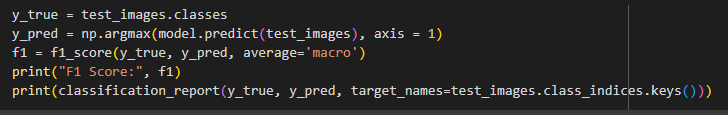 y_true = test_images.classes
y_pred = np.argmax(model.predict(test_images), axis = 1)
f1 = f1_score(y_true, y_pred, average='macro')
print("F1 Score:", f1)
print(classification_report(y_true, y_pred, target_names=test_images.class_indices.keys()))